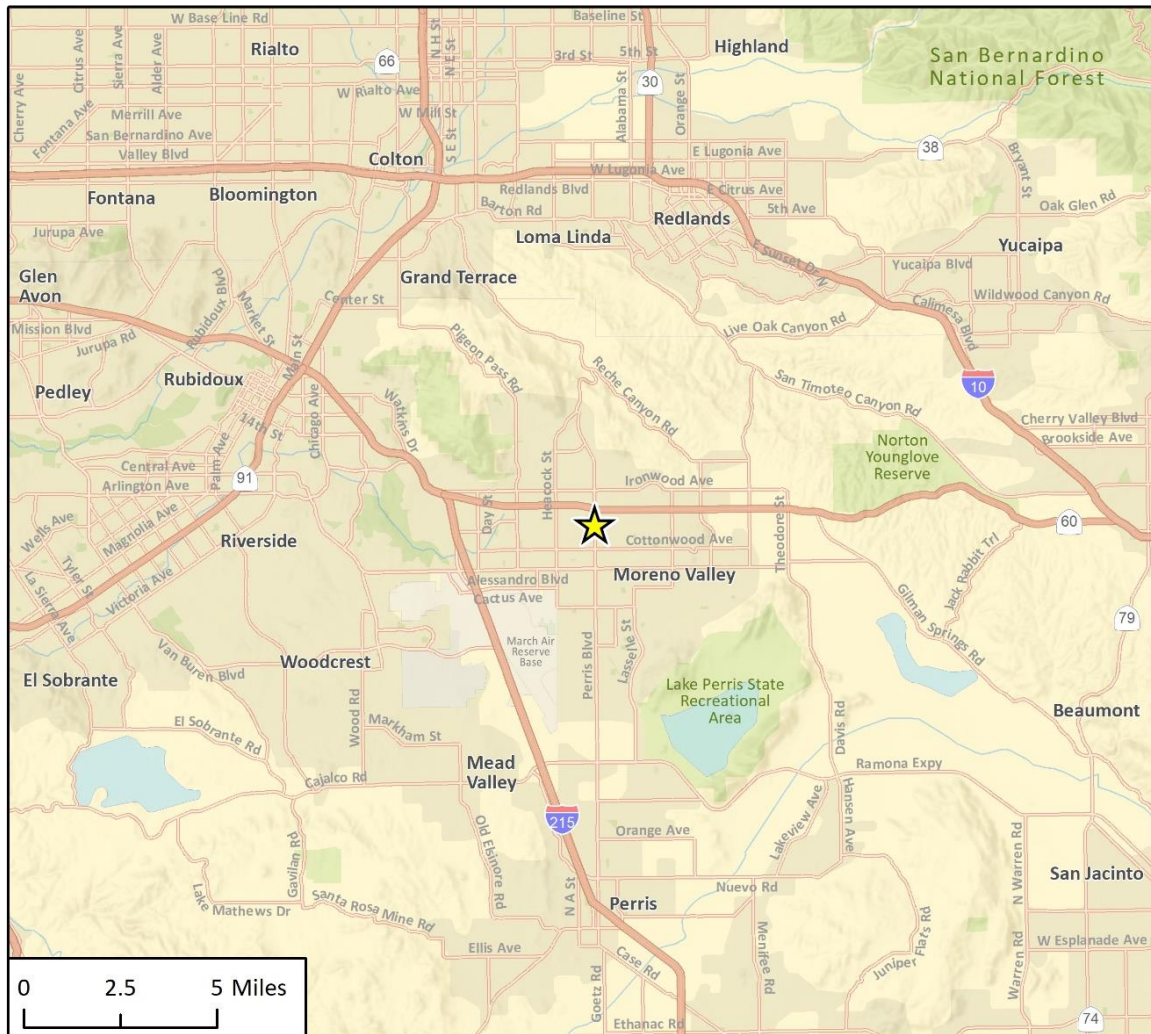 W Base Line Rd
Baseline St
Rialto
Highland
Citrus Ave
Sierra Ave
Alder Ave
N H St
N E St
3rd St
5th St
San Bernardino
National Forest
66
30
Cherry Ave
W Rialto Ave
Alabama St
Orange St
Fontana Ave
Merrill Ave
W Mill St
San Bernardino Ave
Valley Blvd
S E St
38
E Lugonia Ave
Colton
W Lugonia Ave
Bryant St
Fontana
Bloomington
Redlands Blvd
E Citrus Ave
Barton Rd
5th Ave
Oak Glen Rd
Redlands
Jurupa Ave
Loma Linda
Yucaipa
Glen
Avon
Rubidoux Blvd
Market St
Center St
Grand Terrace
E Sunset Dr N
Yucaipa Blvd
Wildwood Canyon Rd
Calimesa Blvd
Mission Blvd
Jurupa Rd
Main St
Pigeon Pass Rd
Live Oak Canyon Rd
Pedley
Rubidoux
Reche Canyon Rd
San Timoteo Canyon Rd
10
14th St
Chicago Ave
Watkins Dr
Cherry Valley Blvd
Brookside Ave
Norton
Younglove
Reserve
Central Ave
Arlington Ave
Palm Ave
91
Heacock St
Ironwood Ave
Day St
Theodore St
60
Wells Ave
Magnolia Ave
Riverside
Cottonwood Ave
Tyler St
La Sierra Ave
Victoria Ave
Alessandro Blvd
Moreno Valley
Cactus Ave
Jack Rabbit Trl
Gilman Springs Rd
79
March Air
Reserve
Base
Perris Blvd
Lasselle St
Van Buren Blvd
Woodcrest
El Sobrante
Lake Perris State
Recreational
Area
Beaumont
El Sobrante Rd
Wood Rd
Markham St
Davis Rd
Mead
Valley
Ramona Expy
Cajalco Rd
215
Orange Ave
Lakeview Ave
Hansen Ave
Old Elsinore Rd
Gavilan Rd
N Warren Rd
San Jacinto
Nuevo Rd
Lake Mathews Dr
Santa Rosa Mine Rd
N A St
Perris
Menifee Rd
Juniper Flats Rd
Warren Rd
W Esplanade Ave
Ellis Ave
Case Rd
Goetz Rd
Ethanac Rd
74
0 2.5 5 Miles